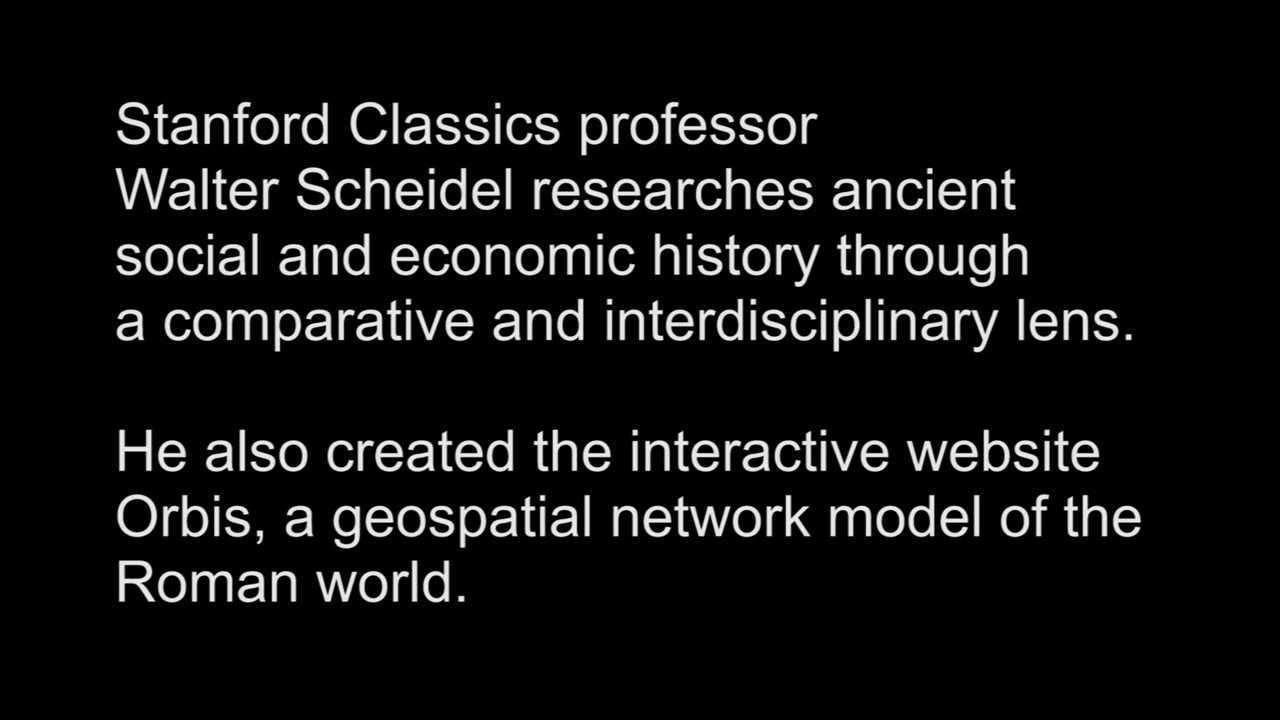 Stanford Classics professor
Walter Scheidel researches ancient
social and economic history through
a comparative and interdisciplinary lens.
He also created the interactive website
Orbis, a geospatial network model of the
Roman world.